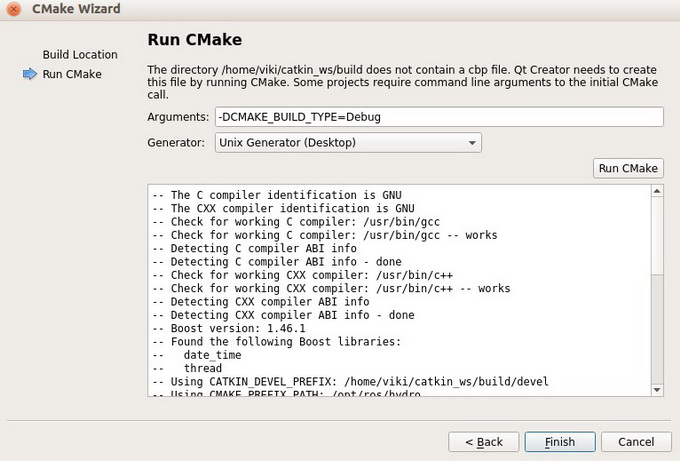 CMake Wizard
Build Location
Run CMake
Run CMake
The directory /home/viki/catkin_ws/build does not contain a cbp file. Qt Creator needs to create
this file by running CMake. Some projects require command line arguments to the initial CMake
call.
Arguments: -DCMAKE_BUILD_TYPE=Debug
Generator: Unix Generator (Desktop)
Run CMake
-- The C compiler identification is GNU
-- The CXX compiler identification is GNU
-- Check for working C compiler: /usr/bin/gcc
-- Check for working C compiler: /usr/bin/gcc -- works
-- Detecting C compiler ABI info
-- Detecting C compiler ABI info - done
-- Check for working CXX compiler: /usr/bin/c++
-- Check for working CXX compiler: /usr/bin/c++ -- works
-- Detecting CXX compiler ABI info
-- Detecting CXX compiler ABI info - done
-- Boost version: 1.46.1
-- Found the following Boost libraries:
--   date_time
--   thread
-- Using CATKIN_DEVEL_PREFIX: /home/viki/catkin_ws/build/devel
-- Using CMAKE_PREFIX_PATH: /opt/ros/hydro
< Back
Finish
Cancel